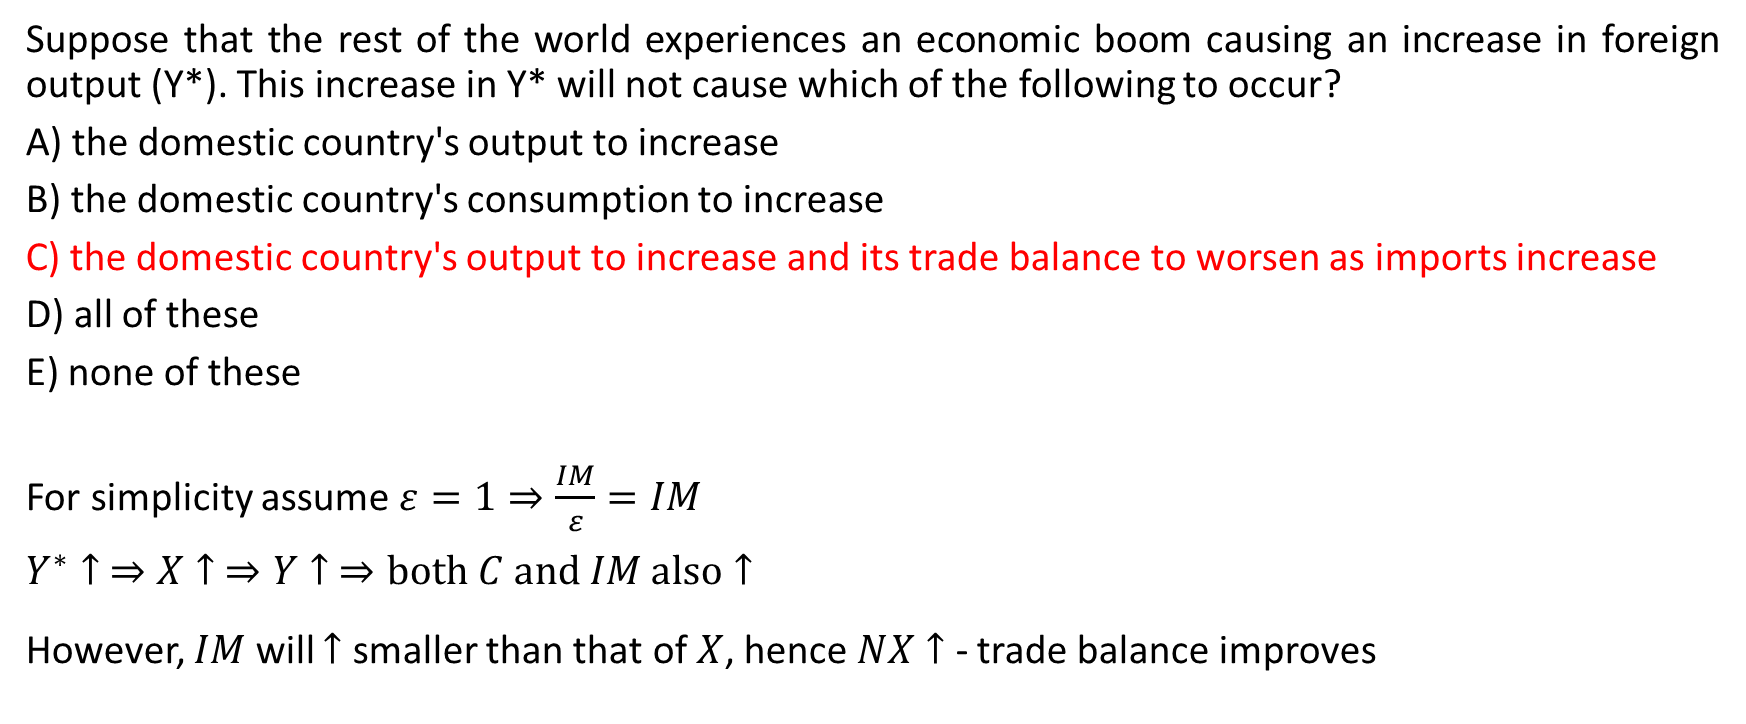 Suppose that the rest of the world experiences an economic boom causing an increase in foreign
output (Y*). This increase in Y* will not cause which of the following to occur?
A) the domestic country's output to increase
B) the domestic country's consumption to increase
C) the domestic country's output to increase and its trade balance to worsen as imports increase
D) all of these
E) none of these
For simplicity assume ε = 1 ⇒ IM/ε = IM
Y* ↑ ⇒ X ↑ ⇒ Y ↑ ⇒ both C and IM also ↑
However, IM will ↑ smaller than that of X, hence NX ↑ - trade balance improves